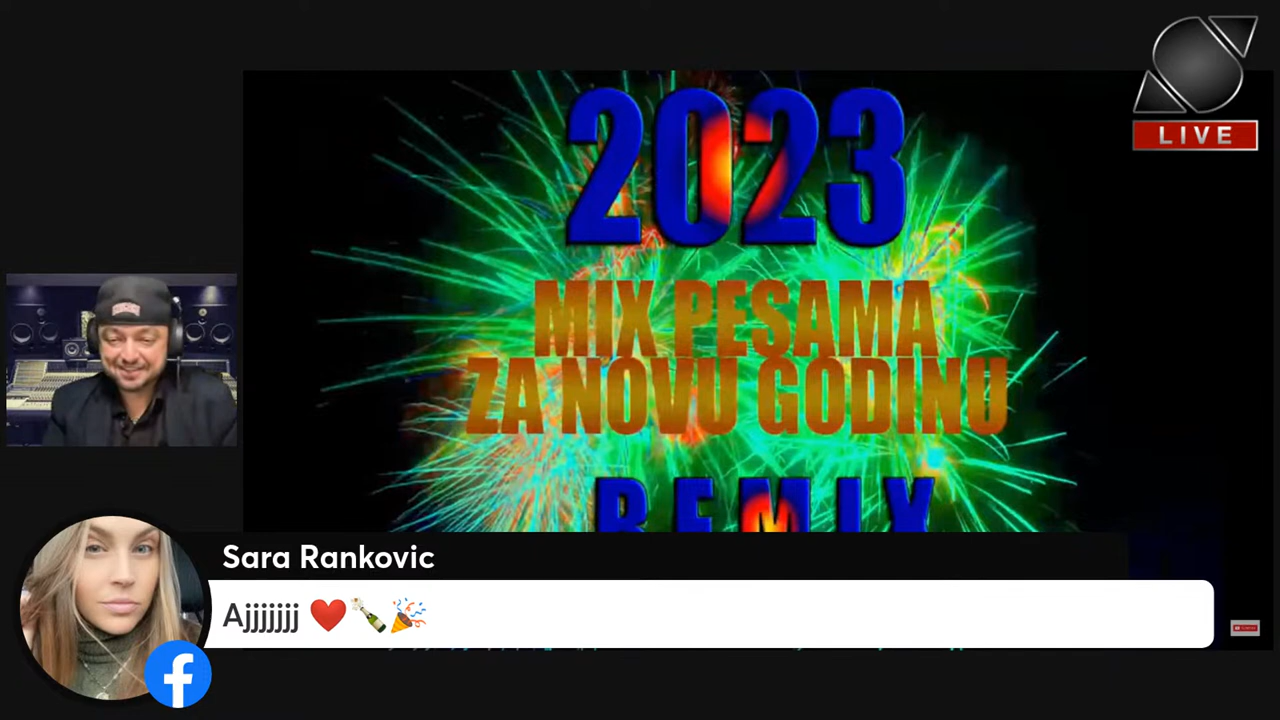 LIVE
2023
MIX PESAMA
ZA NOVU GODINU
REMIX
Sara Rankovic
Ajjjjjjj ❤️🍾🎉